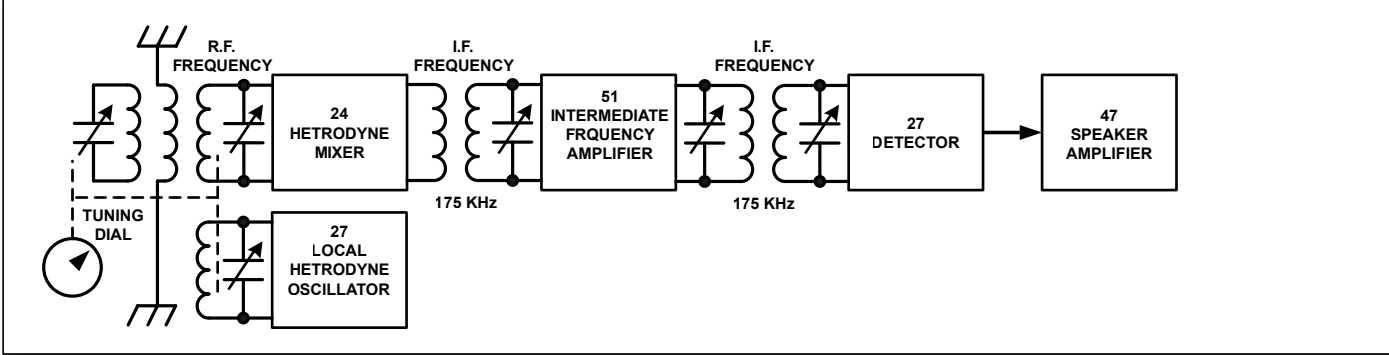 R.F.
FREQUENCY
24
HETRODYNE
MIXER
I.F.
FREQUENCY
175 KHz
51
INTERMEDIATE
FRQUENCY
AMPLIFIER
I.F.
FREQUENCY
175 KHz
27
DETECTOR
47
SPEAKER
AMPLIFIER
TUNING
DIAL
27
LOCAL
HETRODYNE
OSCILLATOR